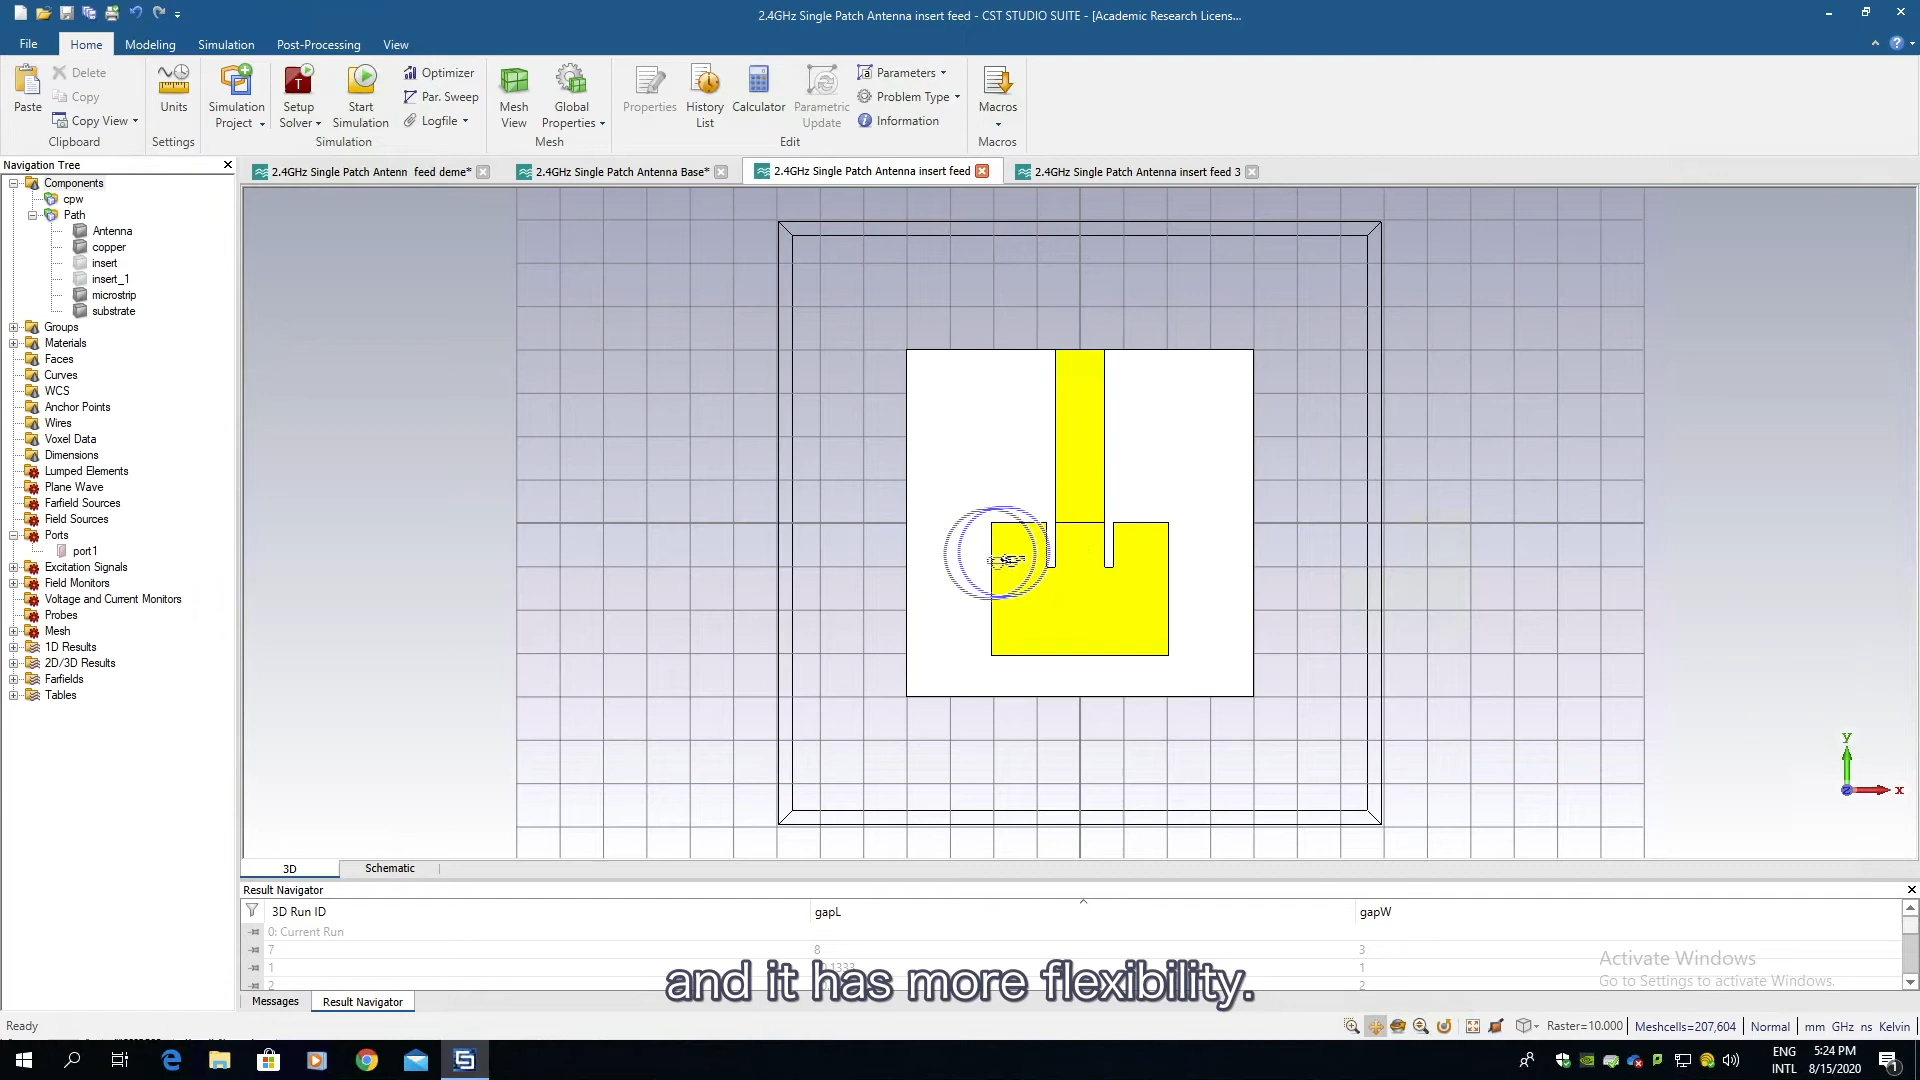 2.4GHz Single Patch Antenna insert feed - CST STUDIO SUITE - [Academic Research Licens...
File Home Modeling Simulation Post-Processing View
Paste
Delete
Copy
Copy View
Clipboard
Units
Settings
Simulation Project
Setup Solver
Start Simulation
Optimizer
Par. Sweep
Logfile
Simulation
Mesh View
Global Properties
Mesh
Properties
History List
Calculator
Parametric Update
Parameters
Problem Type
Information
Edit
Macros
Macros
Navigation Tree
2.4GHz Single Patch Antenn feed deme*
2.4GHz Single Patch Antenna Base*
2.4GHz Single Patch Antenna insert feed
2.4GHz Single Patch Antenna insert feed 3
Components
cpw
Path
Antenna
copper
insert
insert_1
microstrip
substrate
Groups
Materials
Faces
Curves
WCS
Anchor Points
Wires
Voxel Data
Dimensions
Lumped Elements
Plane Wave
Farfield Sources
Field Sources
Ports
port1
Excitation Signals
Field Monitors
Voltage and Current Monitors
Probes
Mesh
1D Results
2D/3D Results
Farfields
Tables
y
x
3D Schematic
Result Navigator
3D Run ID gapL gapW
0: Current Run
7 8 3
1 1
2 2
and it has more flexibility.
Activate Windows
Go to Settings to activate Windows.
Messages Result Navigator
Ready
Raster=10.000 Meshcells=207,604 Normal mm GHz ns Kelvin
ENG
INTL
5:24 PM
8/15/2020
1